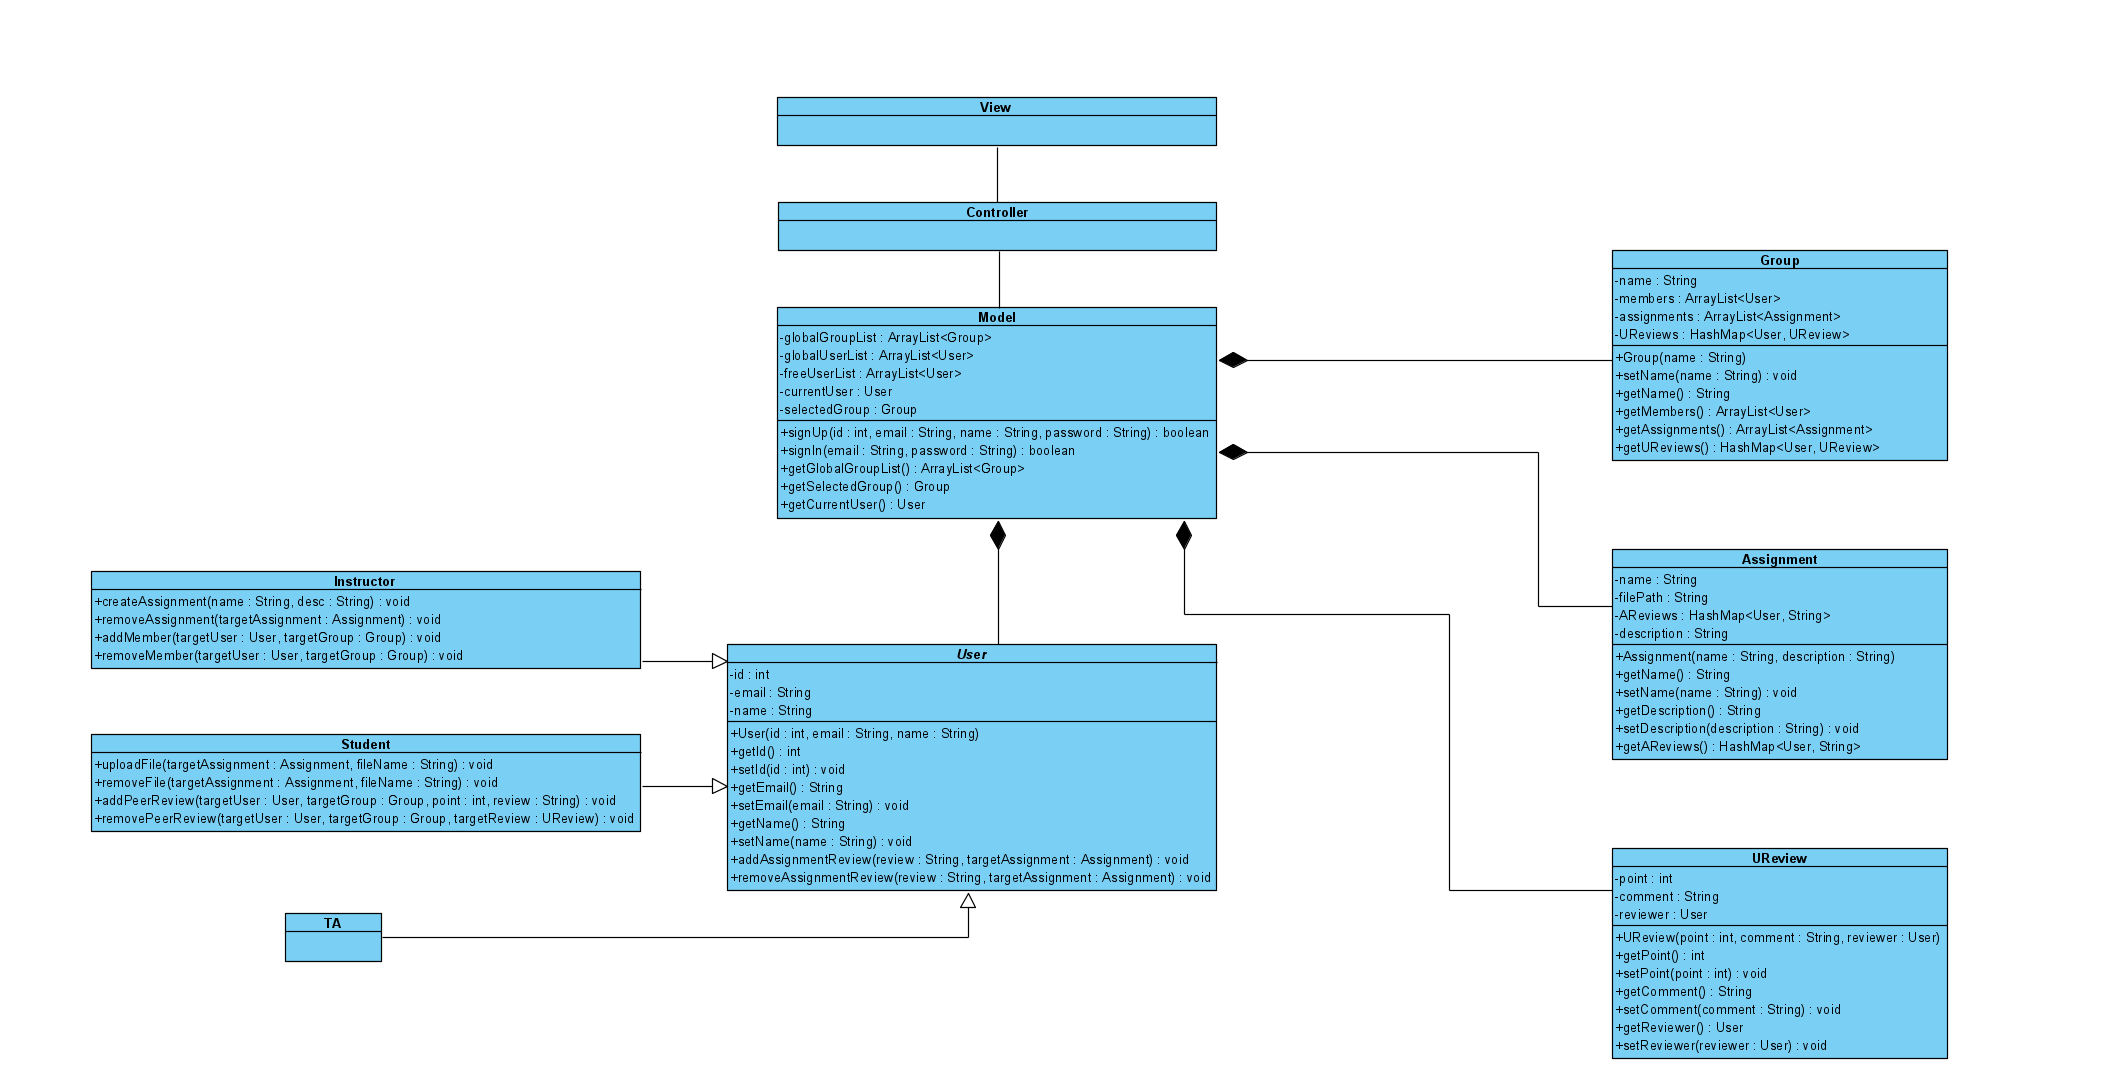 View
Controller
Model
-globalGroupList : ArrayList<Group>
-globalUserList : ArrayList<User>
-freeUserList : ArrayList<User>
-currentUser : User
-selectedGroup : Group
+signUp(id : int, email : String, name : String, password : String) : boolean
+signIn(email : String, password : String) : boolean
+getGlobalGroupList() : ArrayList<Group>
+getSelectedGroup() : Group
+getCurrentUser() : User
Group
-name : String
-members : ArrayList<User>
-assignments : ArrayList<Assignment>
-UReviews : HashMap<User, UReview>
+Group(name : String)
+setName(name : String) : void
+getName() : String
+getMembers() : ArrayList<User>
+getAssignments() : ArrayList<Assignment>
+getUReviews() : HashMap<User, UReview>
Instructor
+createAssignment(name : String, desc : String) : void
+removeAssignment(targetAssignment : Assignment) : void
+addMember(targetUser : User, targetGroup : Group) : void
+removeMember(targetUser : User, targetGroup : Group) : void
Student
+uploadFile(targetAssignment : Assignment, fileName : String) : void
+removeFile(targetAssignment : Assignment, fileName : String) : void
+addPeerReview(targetUser : User, targetGroup : Group, point : int, review : String) : void
+removePeerReview(targetUser : User, targetGroup : Group, targetReview : UReview) : void
TA
User
-id : int
-email : String
-name : String
+User(id : int, email : String, name : String)
+getId() : int
+setId(id : int) : void
+getEmail() : String
+setEmail(email : String) : void
+getName() : String
+setName(name : String) : void
+addAssignmentReview(review : String, targetAssignment : Assignment) : void
+removeAssignmentReview(review : String, targetAssignment : Assignment) : void
Assignment
-name : String
-filePath : String
-AReviews : HashMap<User, String>
-description : String
+Assignment(name : String, description : String)
+getName() : String
+setName(name : String) : void
+getDescription() : String
+setDescription(description : String) : void
+getAReviews() : HashMap<User, String>
UReview
-point : int
-comment : String
-reviewer : User
+UReview(point : int, comment : String, reviewer : User)
+getPoint() : int
+setPoint(point : int) : void
+getComment() : String
+setComment(comment : String) : void
+getReviewer() : User
+setReviewer(reviewer : User) : void